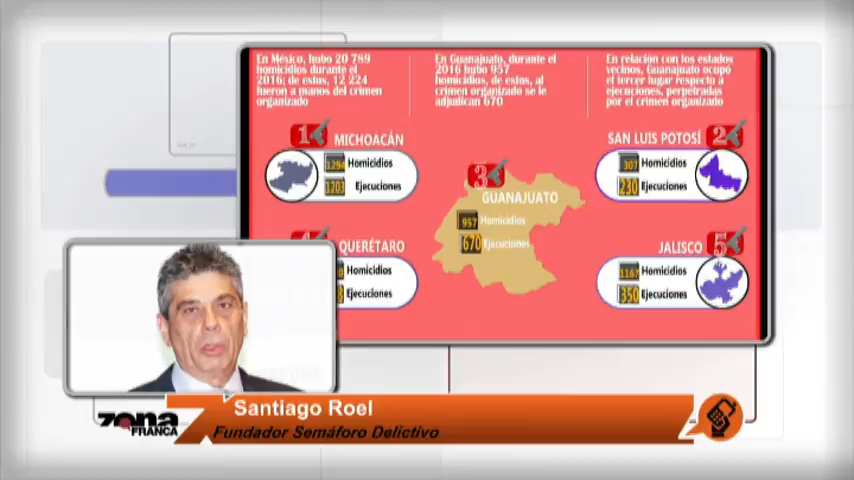 En México, hubo 20 789
homicidios durante el
2016; de estos, 12 224
fueron a manos del crimen
organizado
En Guanajuato, durante el
2016 hubo 957
homicidios, de estos, al
crimen organizado se le
adjudican 670
En relación con los estados
vecinos, Guanajuato ocupó
el tercer lugar respecto a
ejecuciones, perpetradas
por el crimen organizado
1 MICHOACÁN
1294 Homicidios
1203 Ejecuciones
SAN LUIS POTOSÍ 2
307 Homicidios
230 Ejecuciones
3
GUANAJUATO
957 Homicidios
670 Ejecuciones
QUERÉTARO
Homicidios
Ejecuciones
JALISCO 5
1167 Homicidios
350 Ejecuciones
Santiago Roel
Fundador Semáforo Delictivo
ZONA
FRANCA